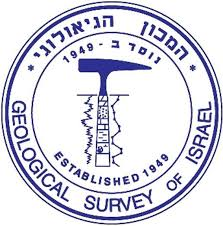 המכון הגיאולוגי
נוסד ב - 1949
ESTABLISHED 1949
GEOLOGICAL SURVEY OF ISRAEL